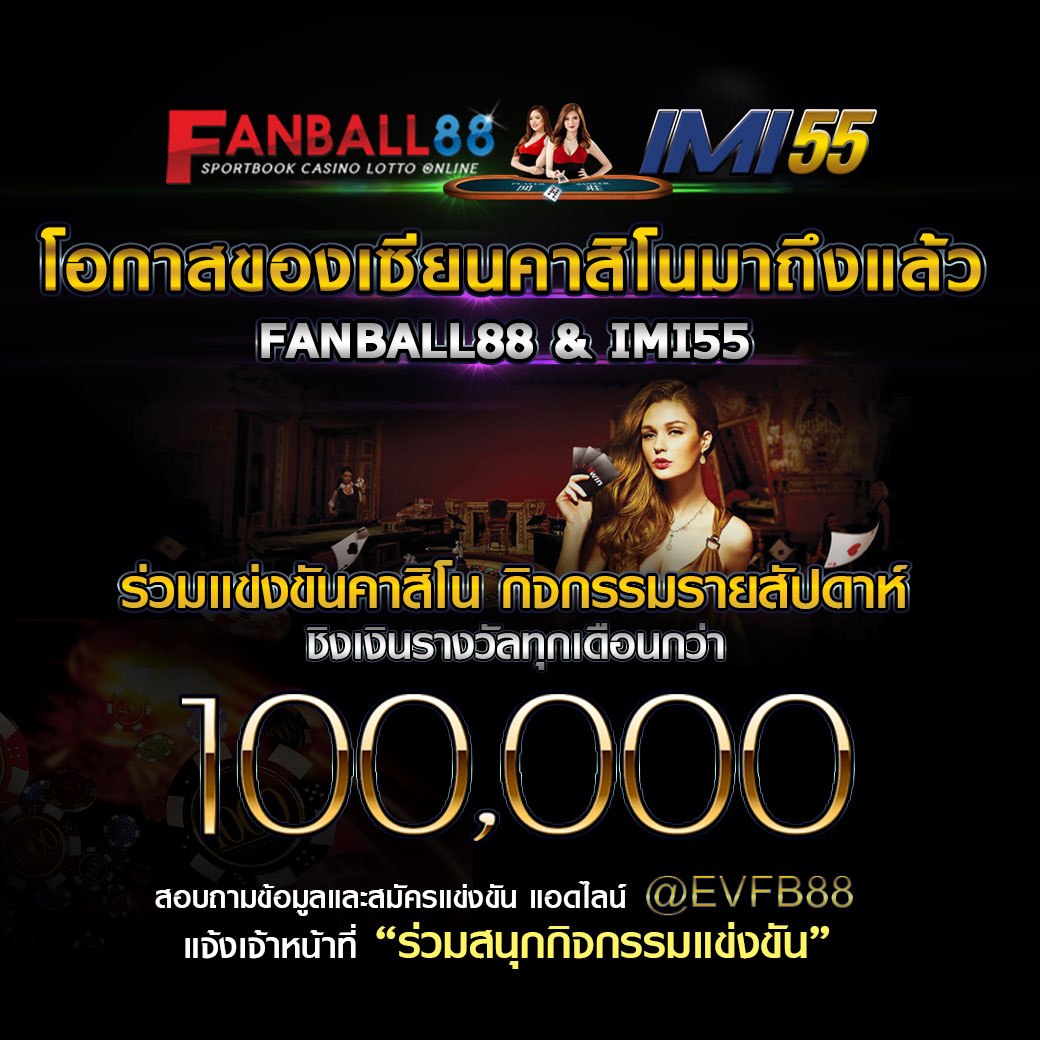 FANBALL88
SPORTBOOK CASINO LOTTO ONLINE
IMI55
PLAYER BANKER
閒 莊
โอกาสของเซียนคาสิโนมาถึงแล้ว
FANBALL88 & IMI55
win
ร่วมแข่งขันคาสิโน กิจกรรมรายสัปดาห์
ชิงเงินรางวัลทุกเดือนกว่า
100,000
1000
1000
สอบถามข้อมูลและสมัครแข่งขัน แอดไลน์ @EVFB88
แจ้งเจ้าหน้าที่ “ร่วมสนุกกิจกรรมแข่งขัน”